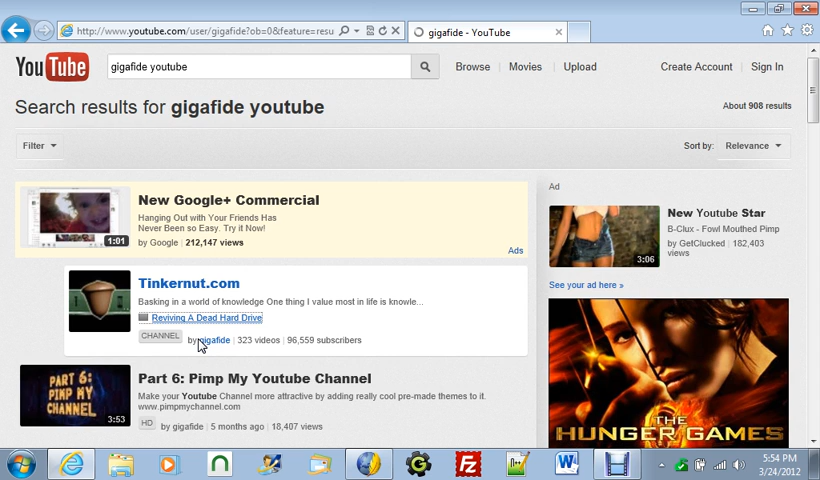 http://www.youtube.com/user/gigafide?ob=0&feature=resu
gigafide - YouTube
YouTube
gigafide youtube
Browse
Movies
Upload
Create Account
Sign In
Search results for gigafide youtube
About 908 results
Filter
Sort by:
Relevance
New Google+ Commercial
Hanging Out with Your Friends Has
Never Been so Easy. Try it Now!
by Google | 212,147 views
1:01
Ads
Tinkernut.com
Basking in a world of knowledge One thing I value most in life is knowle...
Reviving A Dead Hard Drive
CHANNEL
by gigafide | 323 videos | 96,559 subscribers
PART 6:
PIMP MY
CHANNEL
3:53
Part 6: Pimp My Youtube Channel
Make your Youtube Channel more attractive by adding really cool pre-made themes to it.
www.pimpmychannel.com
HD
by gigafide | 5 months ago | 18,407 views
Ad
3:06
New Youtube Star
B-Clux - Fowl Mouthed Pimp
by GetClucked | 182,403
views
See your ad here »
THE
HUNGER GAMES
5:54 PM
3/24/2012